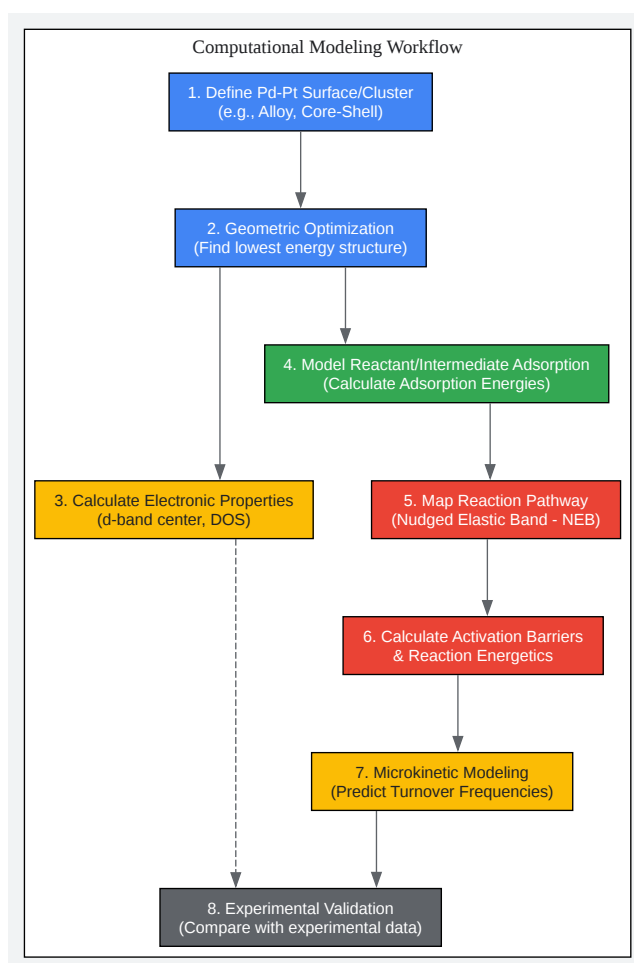 Computational Modeling Workflow
1. Define Pd-Pt Surface/Cluster
(e.g., Alloy, Core-Shell)
2. Geometric Optimization
(Find lowest energy structure)
4. Model Reactant/Intermediate Adsorption
(Calculate Adsorption Energies)
3. Calculate Electronic Properties
(d-band center, DOS)
5. Map Reaction Pathway
(Nudged Elastic Band - NEB)
6. Calculate Activation Barriers
& Reaction Energetics
7. Microkinetic Modeling
(Predict Turnover Frequencies)
8. Experimental Validation
(Compare with experimental data)